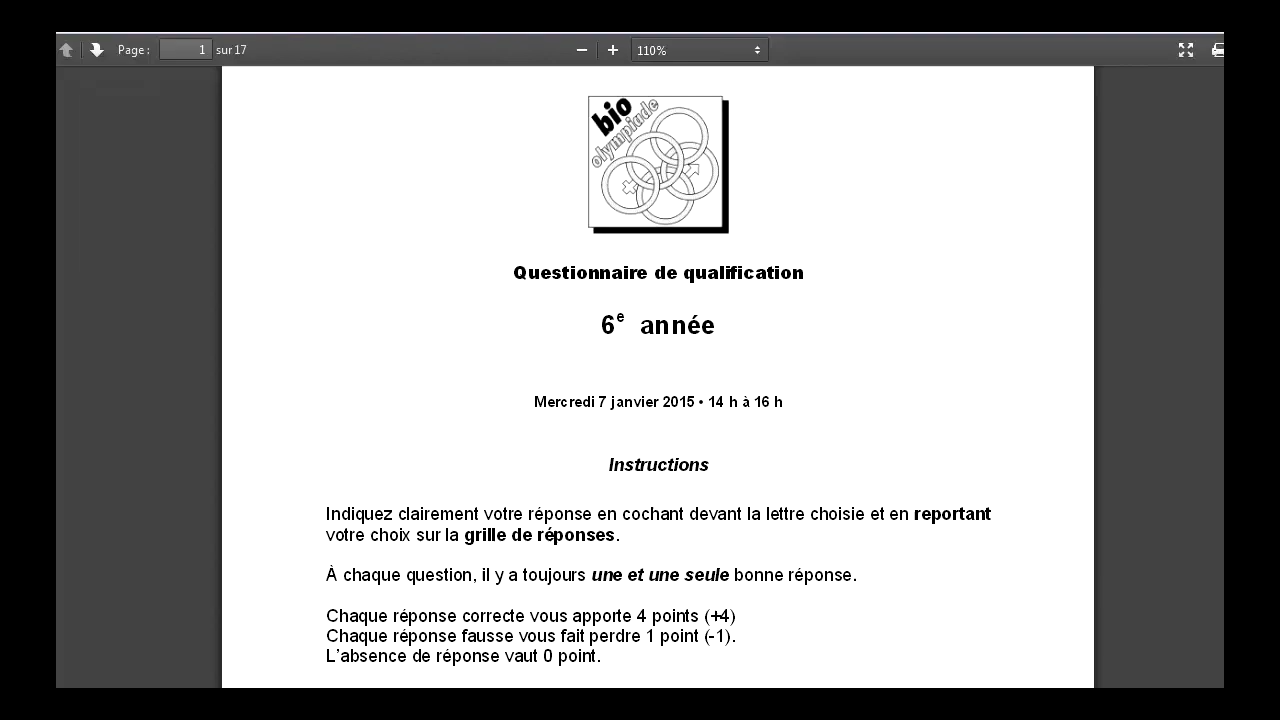 Page :
1
sur 17
110%
bio
olympiade
Questionnaire de qualification
6e année
Mercredi 7 janvier 2015 • 14 h à 16 h
Instructions
Indiquez clairement votre réponse en cochant devant la lettre choisie et en reportant
votre choix sur la grille de réponses.
À chaque question, il y a toujours une et une seule bonne réponse.
Chaque réponse correcte vous apporte 4 points (+4)
Chaque réponse fausse vous fait perdre 1 point (-1).
L’absence de réponse vaut 0 point.